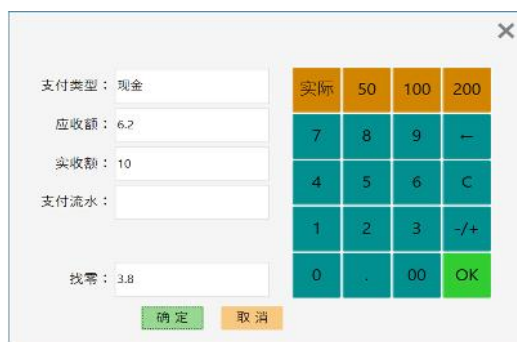 支付类型：现金
应收额：6.2
实收额：10
支付流水：
找零：3.8
确定 取消
实际 50 100 200
7 8 9 ←
4 5 6 C
1 2 3 -/+
0 . 00 OK